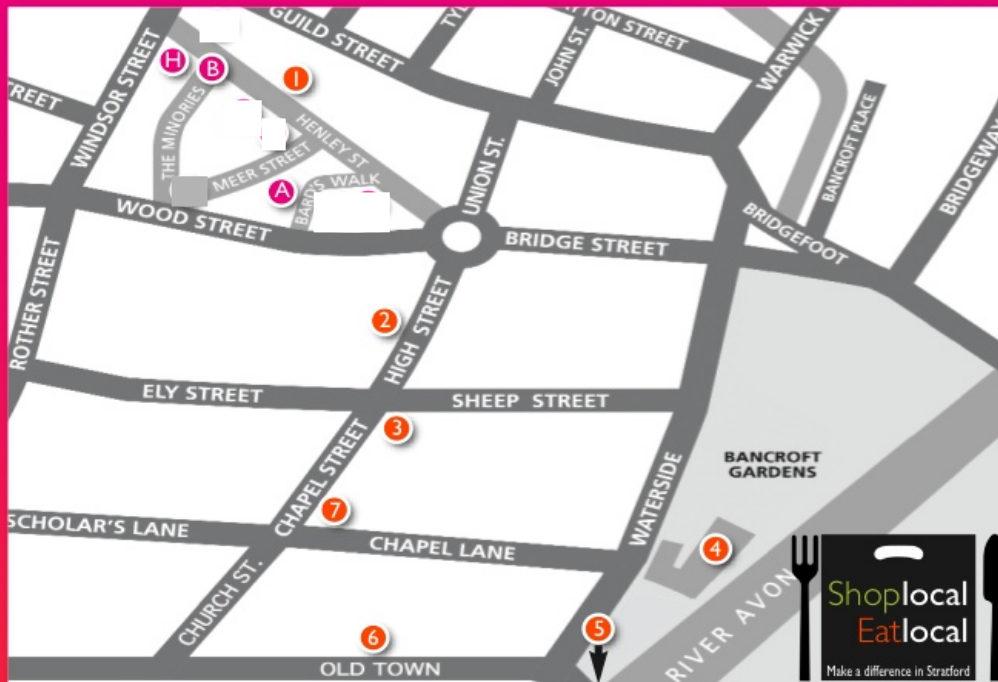 GUILD STREET
JOHN ST.
WARWICK
STREET
WINDSOR STREET
H
B
1
THE MINORIES
HENLEY ST
MEER STREET
A
BARD'S WALK
UNION ST.
BANCROFT PLACE
BRIDGEWAY
WOOD STREET
BRIDGE STREET
BRIDGEFOOT
ROTHER STREET
2
HIGH STREET
ELY STREET
SHEEP STREET
3
CHAPEL STREET
BANCROFT
GARDENS
WATERSIDE
7
SCHOLAR'S LANE
CHAPEL LANE
4
CHURCH ST.
6
5
OLD TOWN
RIVER AVON
Shoplocal
Eatlocal
Make a difference in Stratford